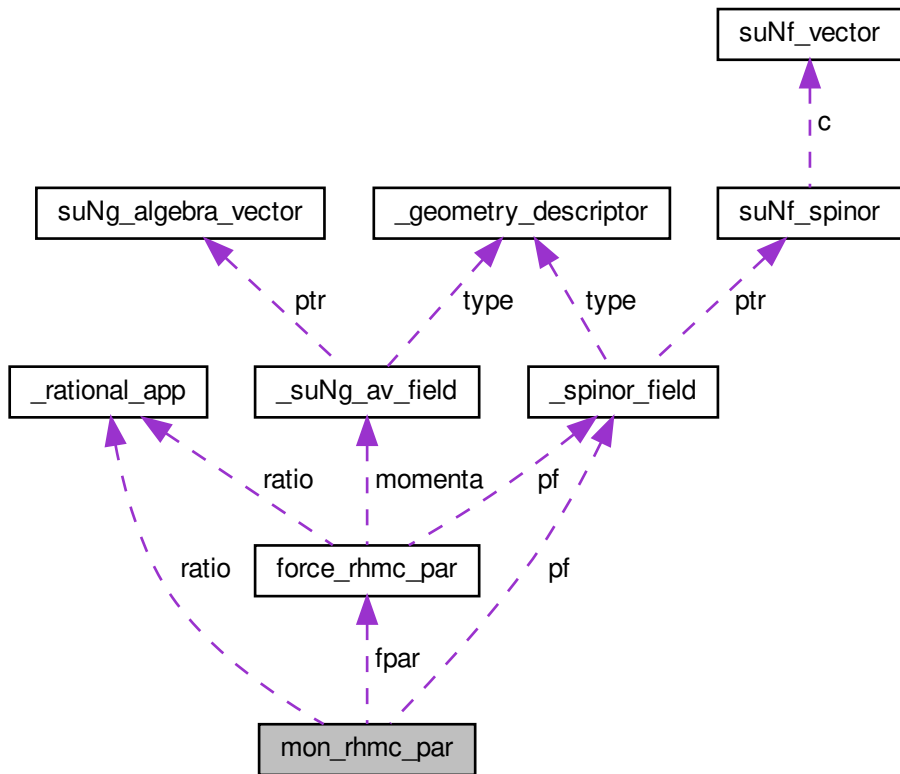 suNf_vector
c
suNg_algebra_vector
_geometry_descriptor
suNf_spinor
ptr
type
type
ptr
_rational_app
_suNg_av_field
_spinor_field
ratio
momenta
pf
force_rhmc_par
ratio
pf
fpar
mon_rhmc_par